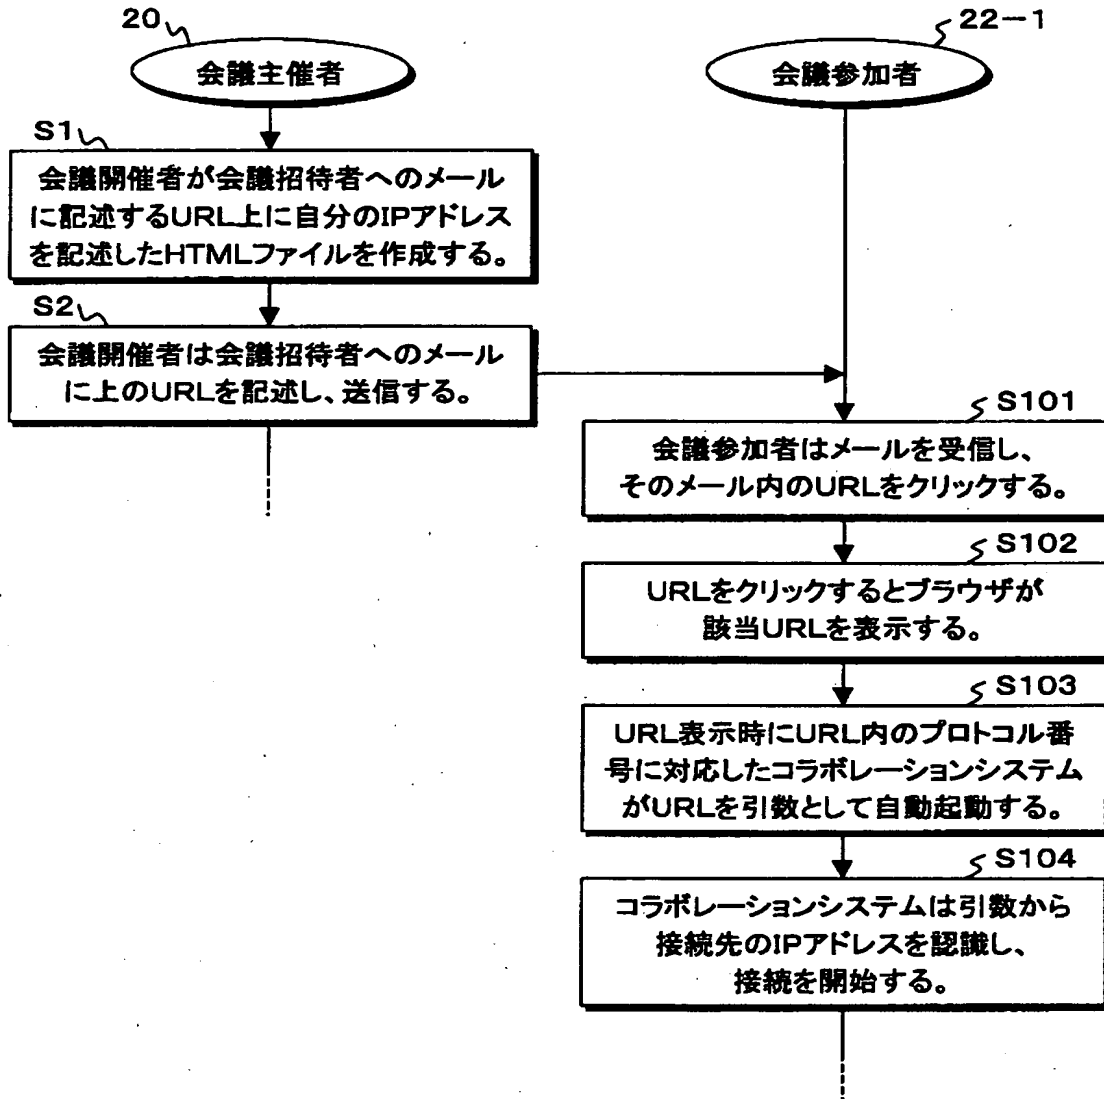 20
会議主催者
S1
会議開催者が会議招待者へのメール
に記述するURL上に自分のIPアドレス
を記述したHTMLファイルを作成する。
S2
会議開催者は会議招待者へのメール
に上のURLを記述し、送信する。
22-1
会議参加者
S101
会議参加者はメールを受信し、
そのメール内のURLをクリックする。
S102
URLをクリックするとブラウザが
該当URLを表示する。
S103
URL表示時にURL内のプロトコル番
号に対応したコラボレーションシステム
がURLを引数として自動起動する。
S104
コラボレーションシステムは引数から
接続先のIPアドレスを認識し、
接続を開始する。